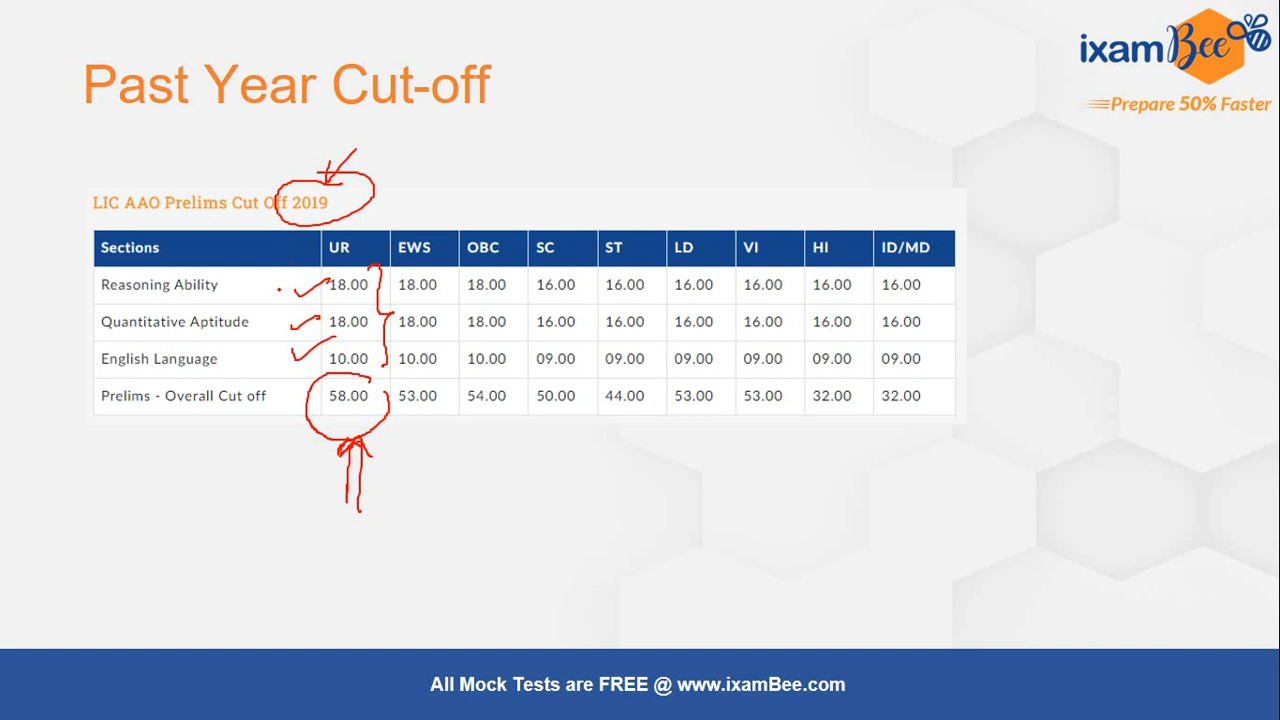 ixamBee
Prepare 50% Faster
Past Year Cut-off
LIC AAO Prelims Cut Off 2019
Sections UR EWS OBC SC ST LD VI HI ID/MD
Reasoning Ability 18.00 18.00 18.00 16.00 16.00 16.00 16.00 16.00 16.00
Quantitative Aptitude 18.00 18.00 18.00 16.00 16.00 16.00 16.00 16.00 16.00
English Language 10.00 10.00 10.00 09.00 09.00 09.00 09.00 09.00 09.00
Prelims - Overall Cut off 58.00 53.00 54.00 50.00 44.00 53.00 53.00 32.00 32.00
All Mock Tests are FREE @ www.ixamBee.com